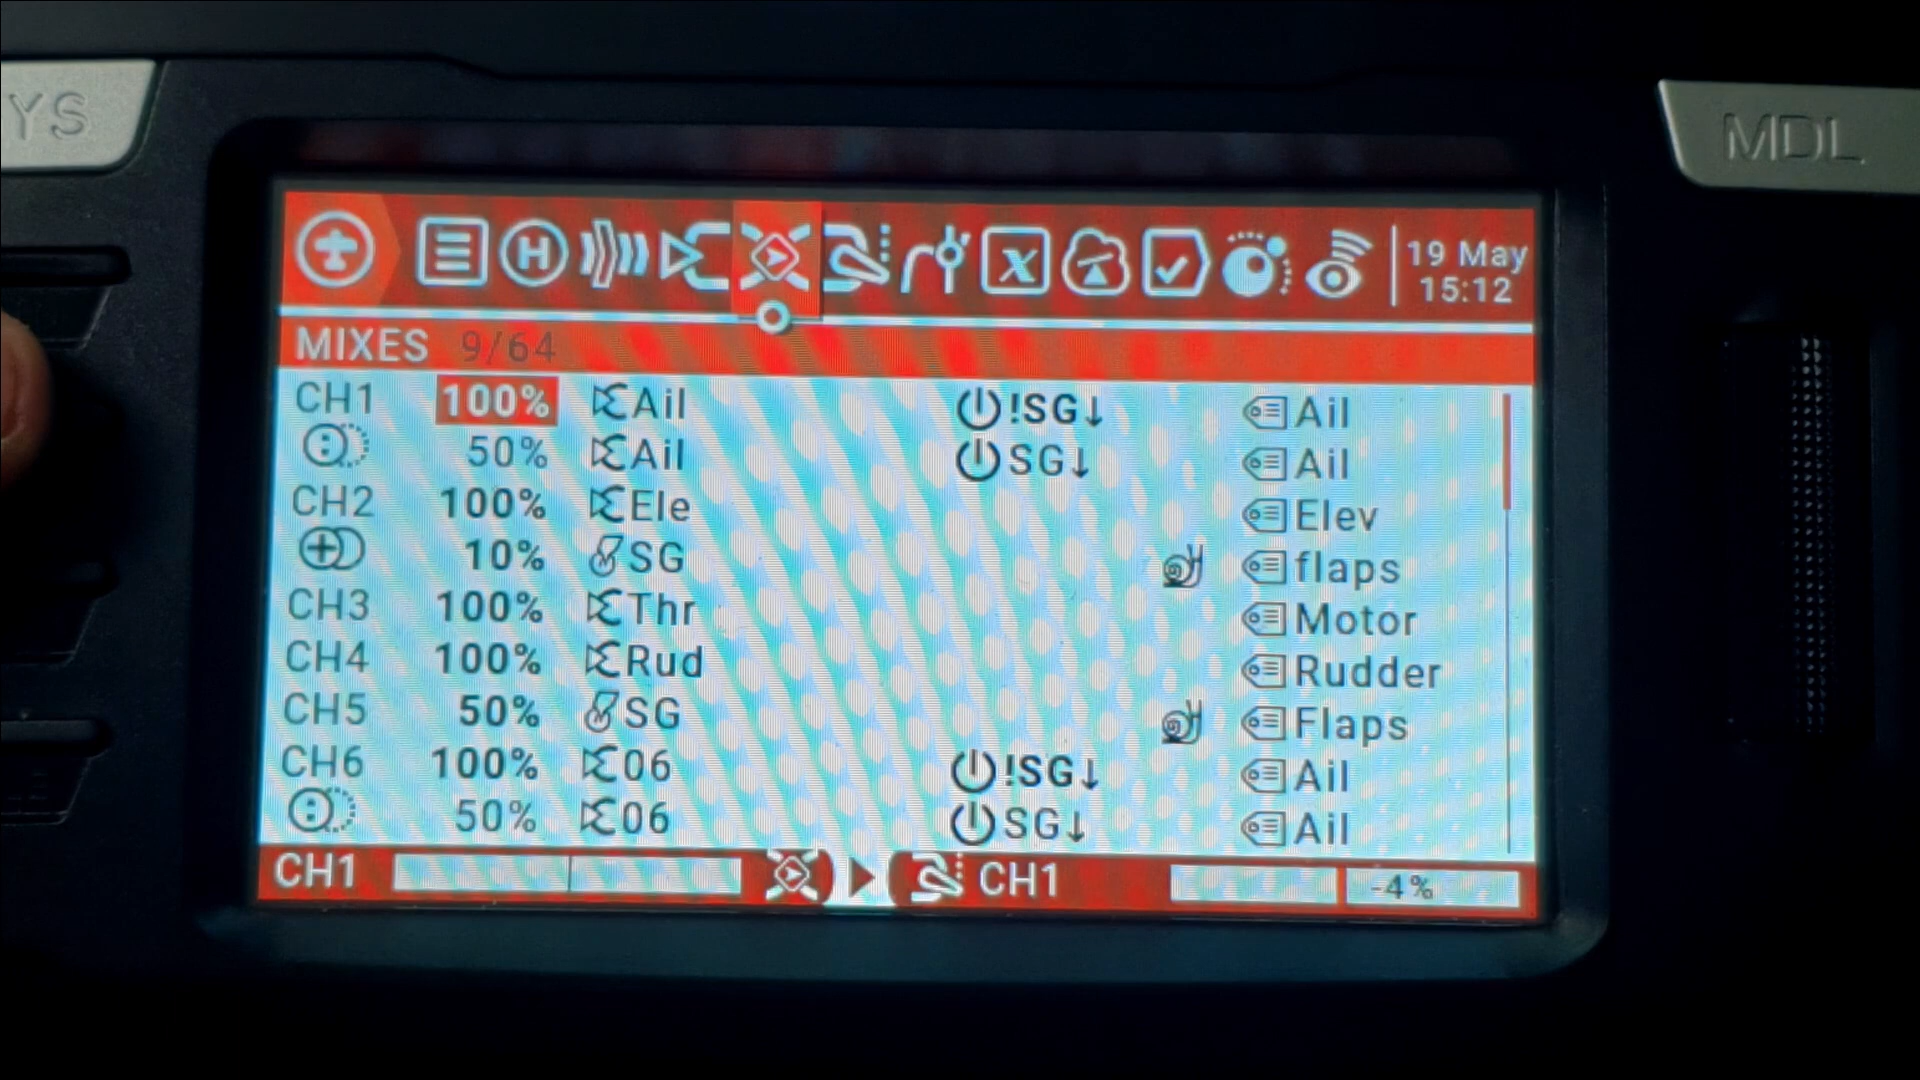 YS
MDL
19 May
15:12
MIXES 9/64
CH1 100% Ail !SG↓ Ail
50% Ail SG↓ Ail
CH2 100% Ele Elev
10% SG flaps
CH3 100% Thr Motor
CH4 100% Rud Rudder
CH5 50% SG Flaps
CH6 100% 06 !SG↓ Ail
50% 06 SG↓ Ail
CH1 CH1 -4%